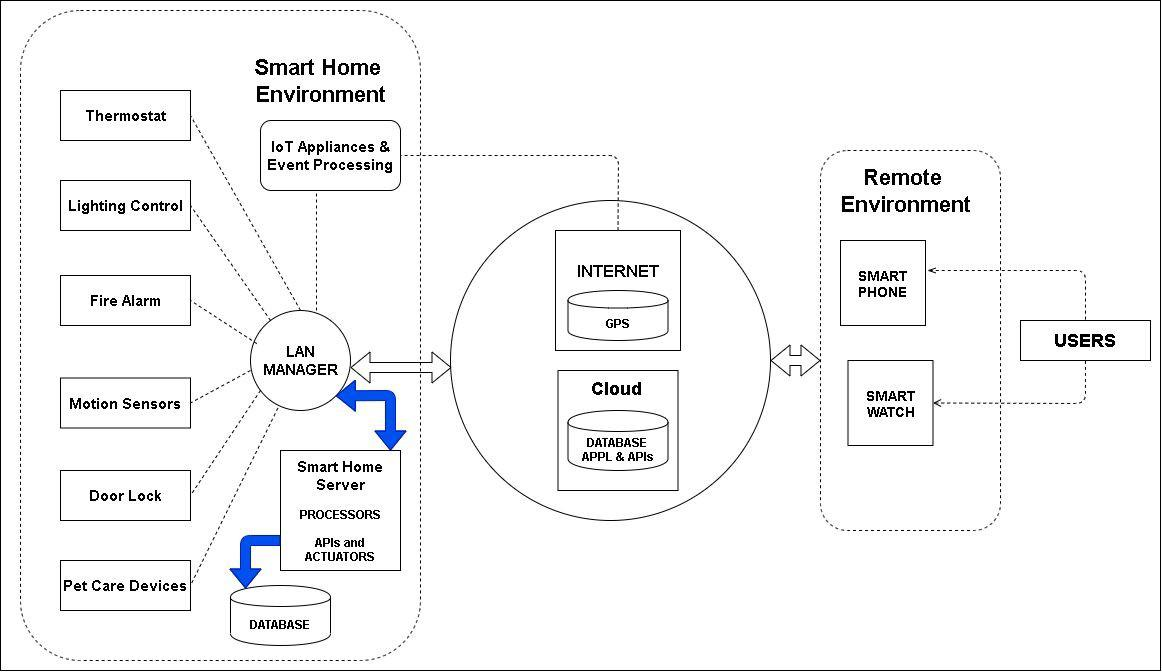 Smart Home
Environment
Thermostat
IoT Appliances &
Event Processing
Lighting Control
Fire Alarm
LAN
MANAGER
Motion Sensors
Door Lock
Pet Care Devices
Smart Home
Server
PROCESSORS
APIs and
ACTUATORS
DATABASE
INTERNET
GPS
Cloud
DATABASE
APPL & APIs
Remote
Environment
SMART
PHONE
SMART
WATCH
USERS